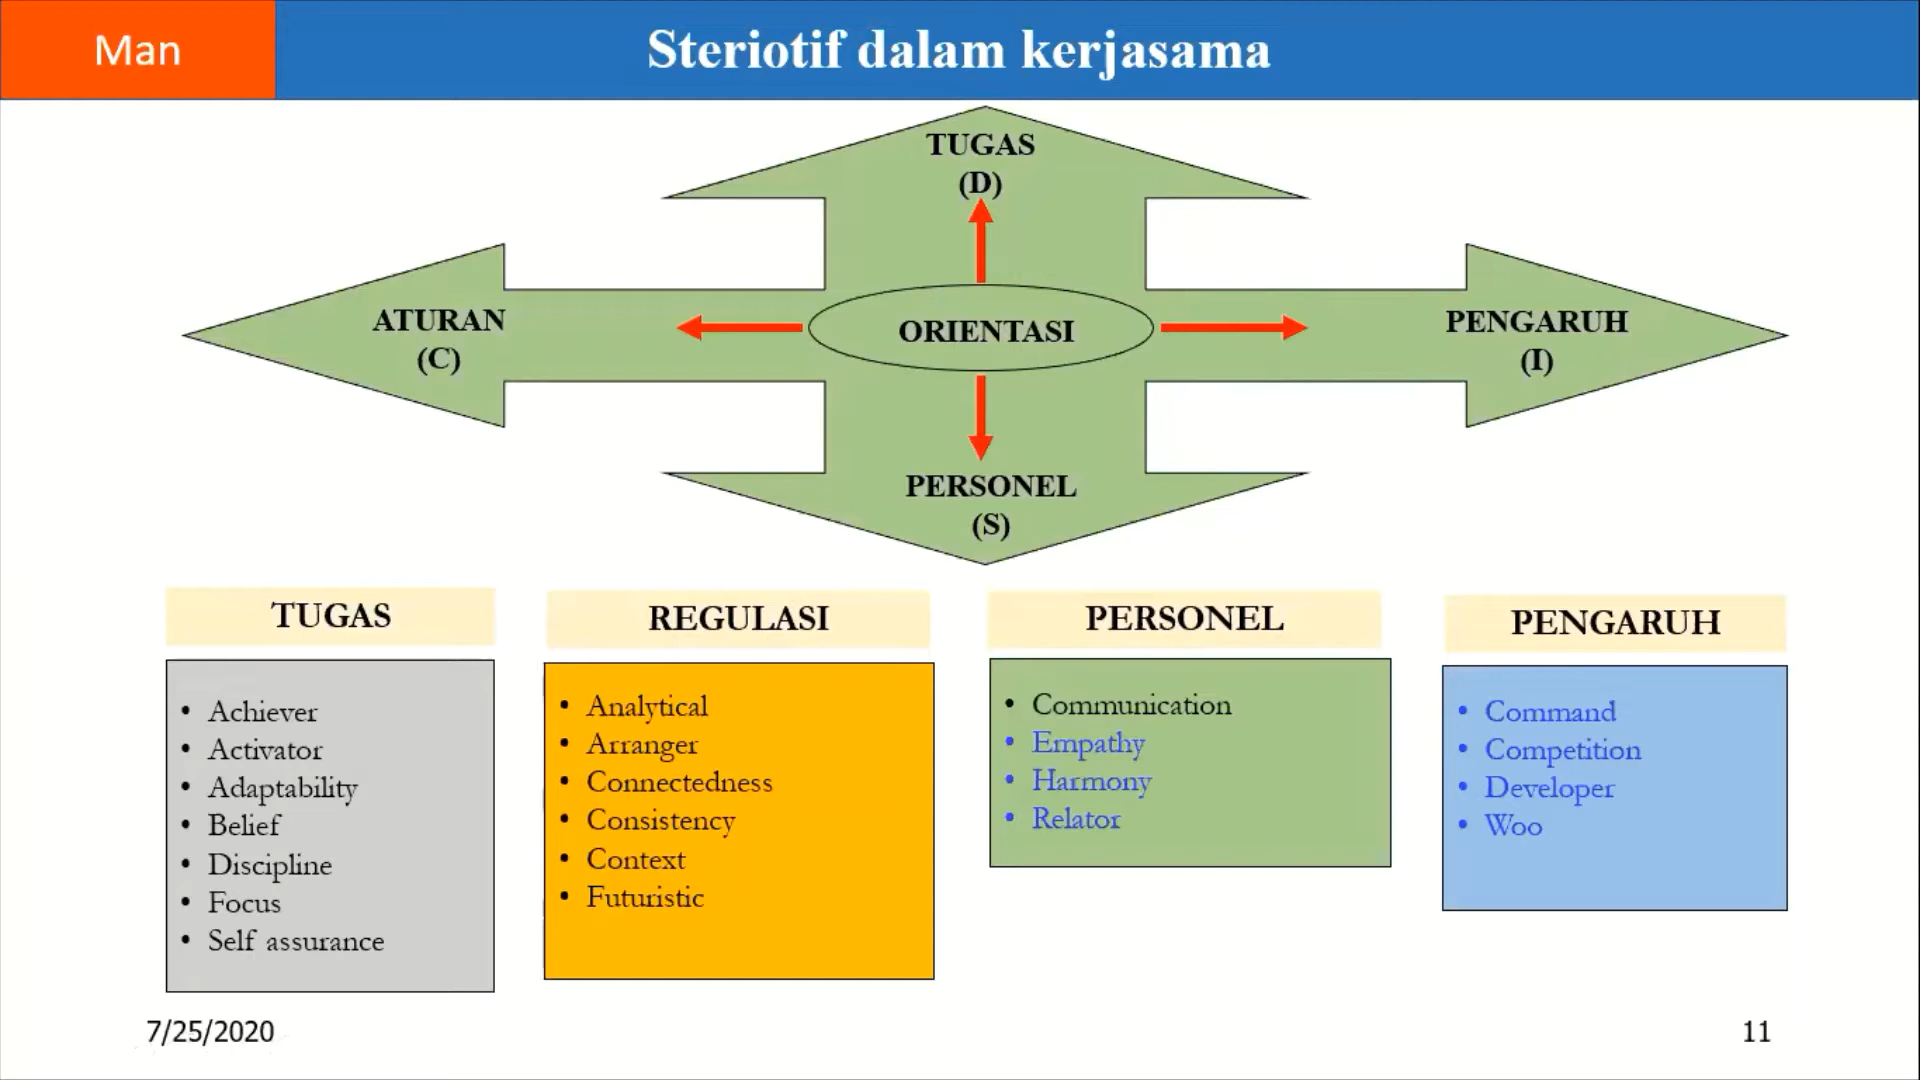 Man
Steriotif dalam kerjasama
TUGAS
(D)
ATURAN
(C)
ORIENTASI
PENGARUH
(I)
PERSONEL
(S)
TUGAS
• Achiever
• Activator
• Adaptability
• Belief
• Discipline
• Focus
• Self assurance
REGULASI
• Analytical
• Arranger
• Connectedness
• Consistency
• Context
• Futuristic
PERSONEL
• Communication
• Empathy
• Harmony
• Relator
PENGARUH
• Command
• Competition
• Developer
• Woo
7/25/2020
11